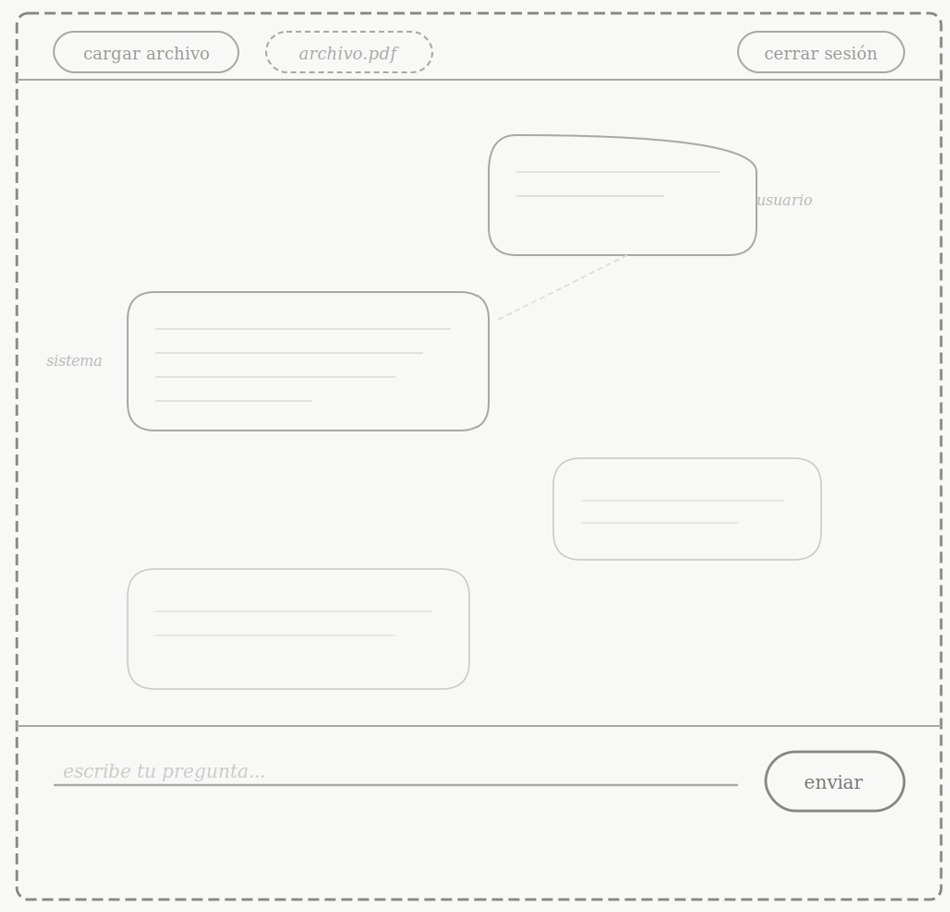 cargar archivo
archivo.pdf
cerrar sesión
usuario
sistema
escribe tu pregunta...
enviar